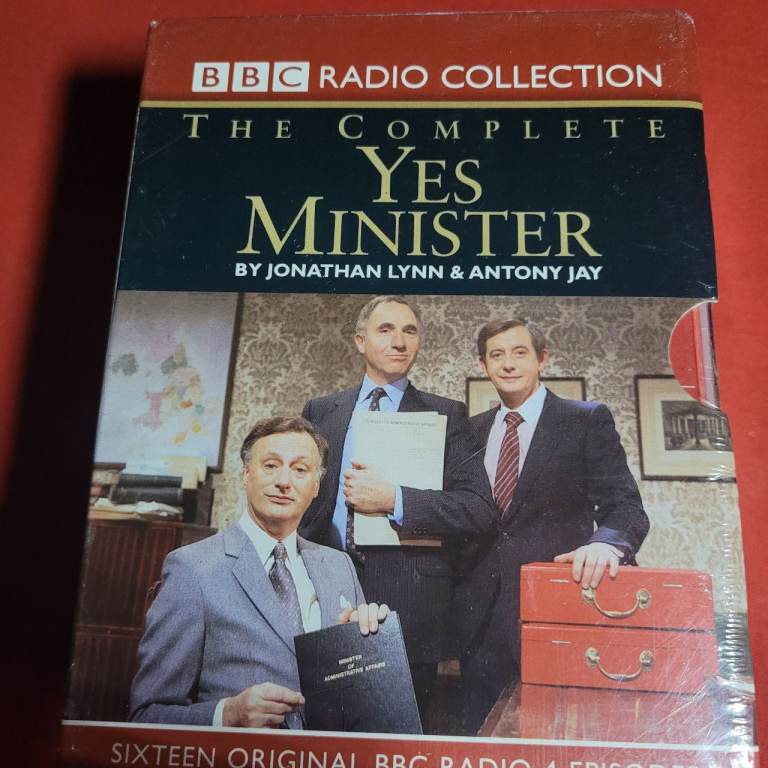 BBC RADIO COLLECTION
THE COMPLETE
YES
MINISTER
BY JONATHAN LYNN & ANTONY JAY
MINISTER
OF
ADMINISTRATIVE AFFAIRS
SIXTEEN ORIGINAL BBC RADIO 4 EPISODES